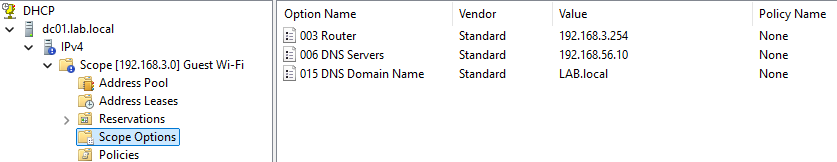 DHCP
dc01.lab.local
IPv4
Scope [192.168.3.0] Guest Wi-Fi
Address Pool
Address Leases
Reservations
Scope Options
Policies
Option Name Vendor Value Policy Name
003 Router Standard 192.168.3.254 None
006 DNS Servers Standard 192.168.56.10 None
015 DNS Domain Name Standard LAB.local None